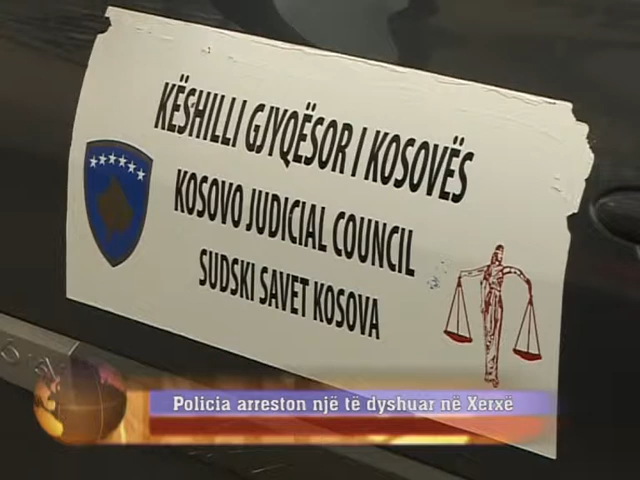 KËSHILLI GJYQËSOR I KOSOVËS
KOSOVO JUDICIAL COUNCIL
SUDSKI SAVET KOSOVA
Policia arreston një të dyshuar në Xerxë